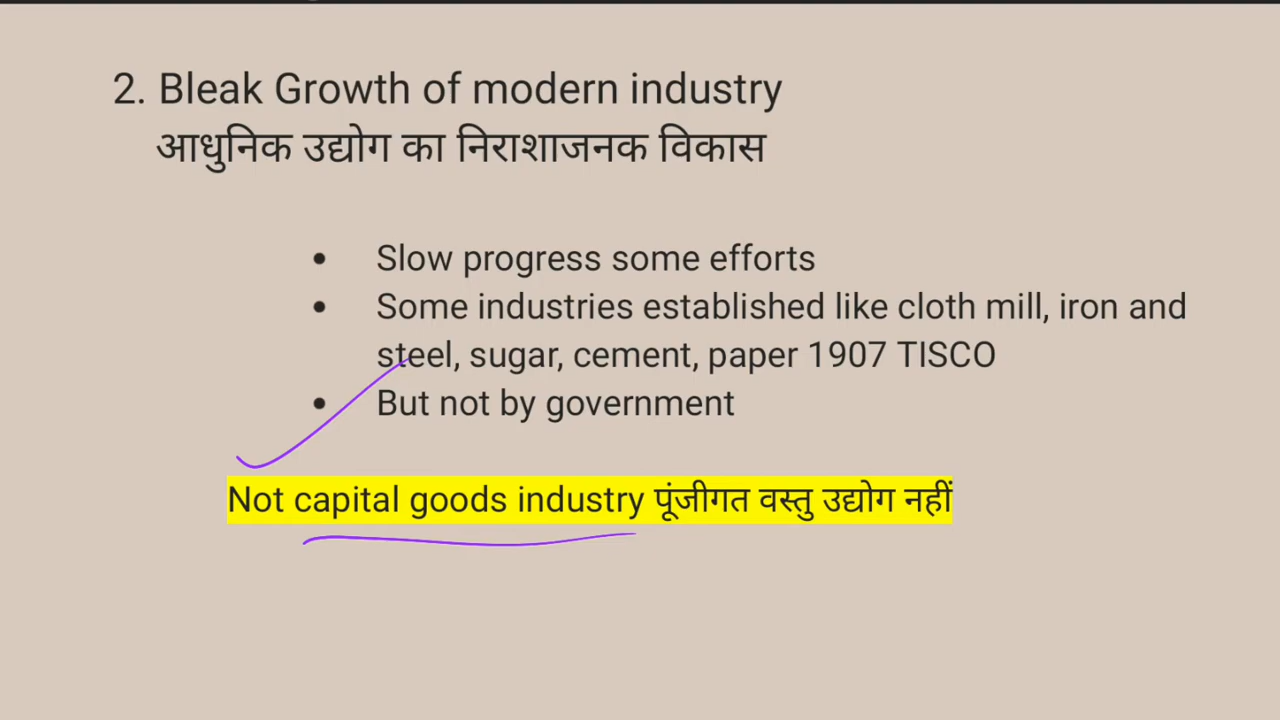 2. Bleak Growth of modern industry
आधुनिक उद्योग का निराशाजनक विकास
• Slow progress some efforts
• Some industries established like cloth mill, iron and
steel, sugar, cement, paper 1907 TISCO
• But not by government
Not capital goods industry पूंजीगत वस्तु उद्योग नहीं